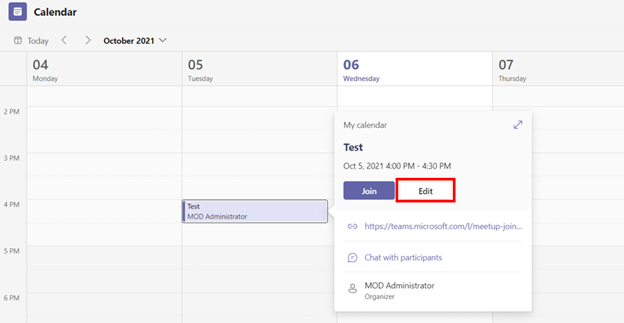 Calendar
Today
October 2021
04
Monday
05
Tuesday
06
Wednesday
07
Thursday
2 PM
3 PM
4 PM
5 PM
6 PM
Test
MOD Administrator
My calendar
Test
Oct 5, 2021 4:00 PM - 4:30 PM
Join
Edit
https://teams.microsoft.com/l/meetup-join...
Chat with participants
MOD Administrator
Organizer